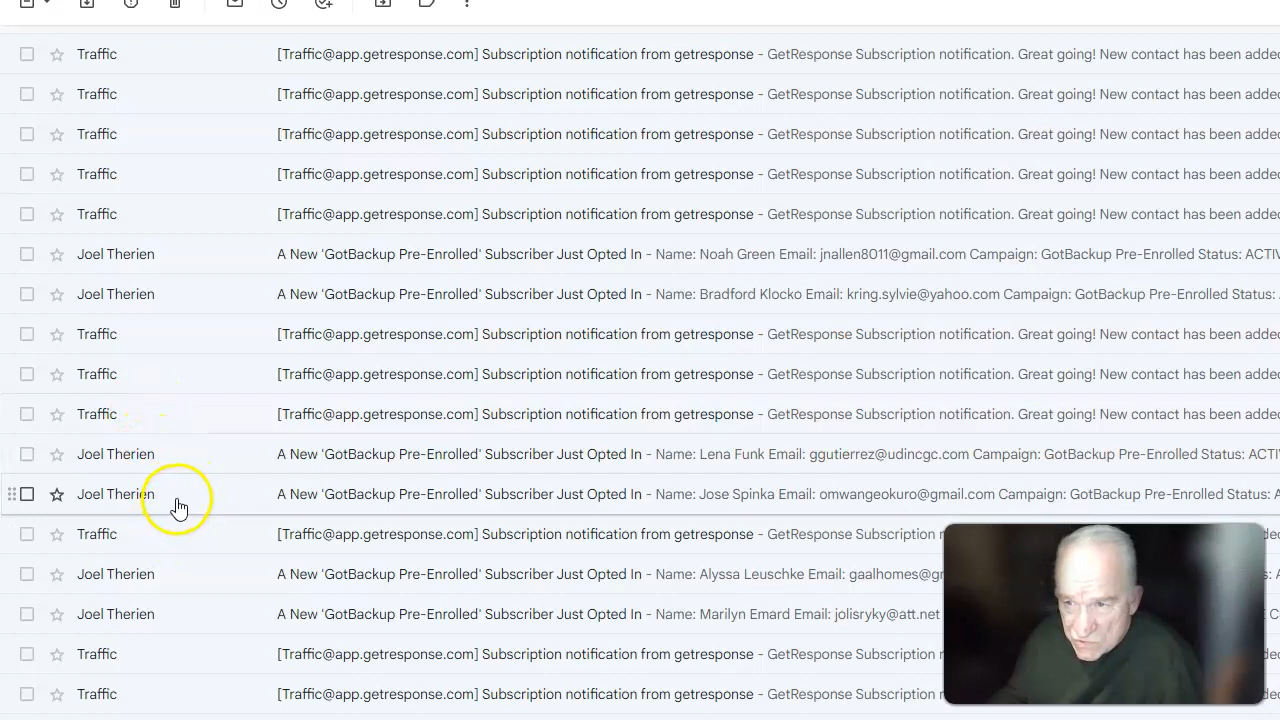 Traffic [Traffic@app.getresponse.com] Subscription notification from getresponse - GetResponse Subscription notification. Great going! New contact has been added
Traffic [Traffic@app.getresponse.com] Subscription notification from getresponse - GetResponse Subscription notification. Great going! New contact has been added
Traffic [Traffic@app.getresponse.com] Subscription notification from getresponse - GetResponse Subscription notification. Great going! New contact has been added
Traffic [Traffic@app.getresponse.com] Subscription notification from getresponse - GetResponse Subscription notification. Great going! New contact has been added
Traffic [Traffic@app.getresponse.com] Subscription notification from getresponse - GetResponse Subscription notification. Great going! New contact has been added
Joel Therien A New 'GotBackup Pre-Enrolled' Subscriber Just Opted In - Name: Noah Green Email: jnallen8011@gmail.com Campaign: GotBackup Pre-Enrolled Status: ACTIV
Joel Therien A New 'GotBackup Pre-Enrolled' Subscriber Just Opted In - Name: Bradford Klocko Email: kring.sylvie@yahoo.com Campaign: GotBackup Pre-Enrolled Status:
Traffic [Traffic@app.getresponse.com] Subscription notification from getresponse - GetResponse Subscription notification. Great going! New contact has been added
Traffic [Traffic@app.getresponse.com] Subscription notification from getresponse - GetResponse Subscription notification. Great going! New contact has been added
Traffic [Traffic@app.getresponse.com] Subscription notification from getresponse - GetResponse Subscription notification. Great going! New contact has been added
Joel Therien A New 'GotBackup Pre-Enrolled' Subscriber Just Opted In - Name: Lena Funk Email: ggutierrez@udincgc.com Campaign: GotBackup Pre-Enrolled Status: ACTI
Joel Therien A New 'GotBackup Pre-Enrolled' Subscriber Just Opted In - Name: Jose Spinka Email: omwangeokuro@gmail.com Campaign: GotBackup Pre-Enrolled Status: A
Traffic [Traffic@app.getresponse.com] Subscription notification from getresponse
Joel Therien A New 'GotBackup Pre-Enrolled' Subscriber Just Opted In - Name: Alyssa Leuschke Email: gaalhomes@g
Joel Therien A New 'GotBackup Pre-Enrolled' Subscriber Just Opted In - Name: Marilyn Emard Email: jolisryky@att.net
Traffic [Traffic@app.getresponse.com] Subscription notification from getresponse
Traffic [Traffic@app.getresponse.com] Subscription notification from getresponse